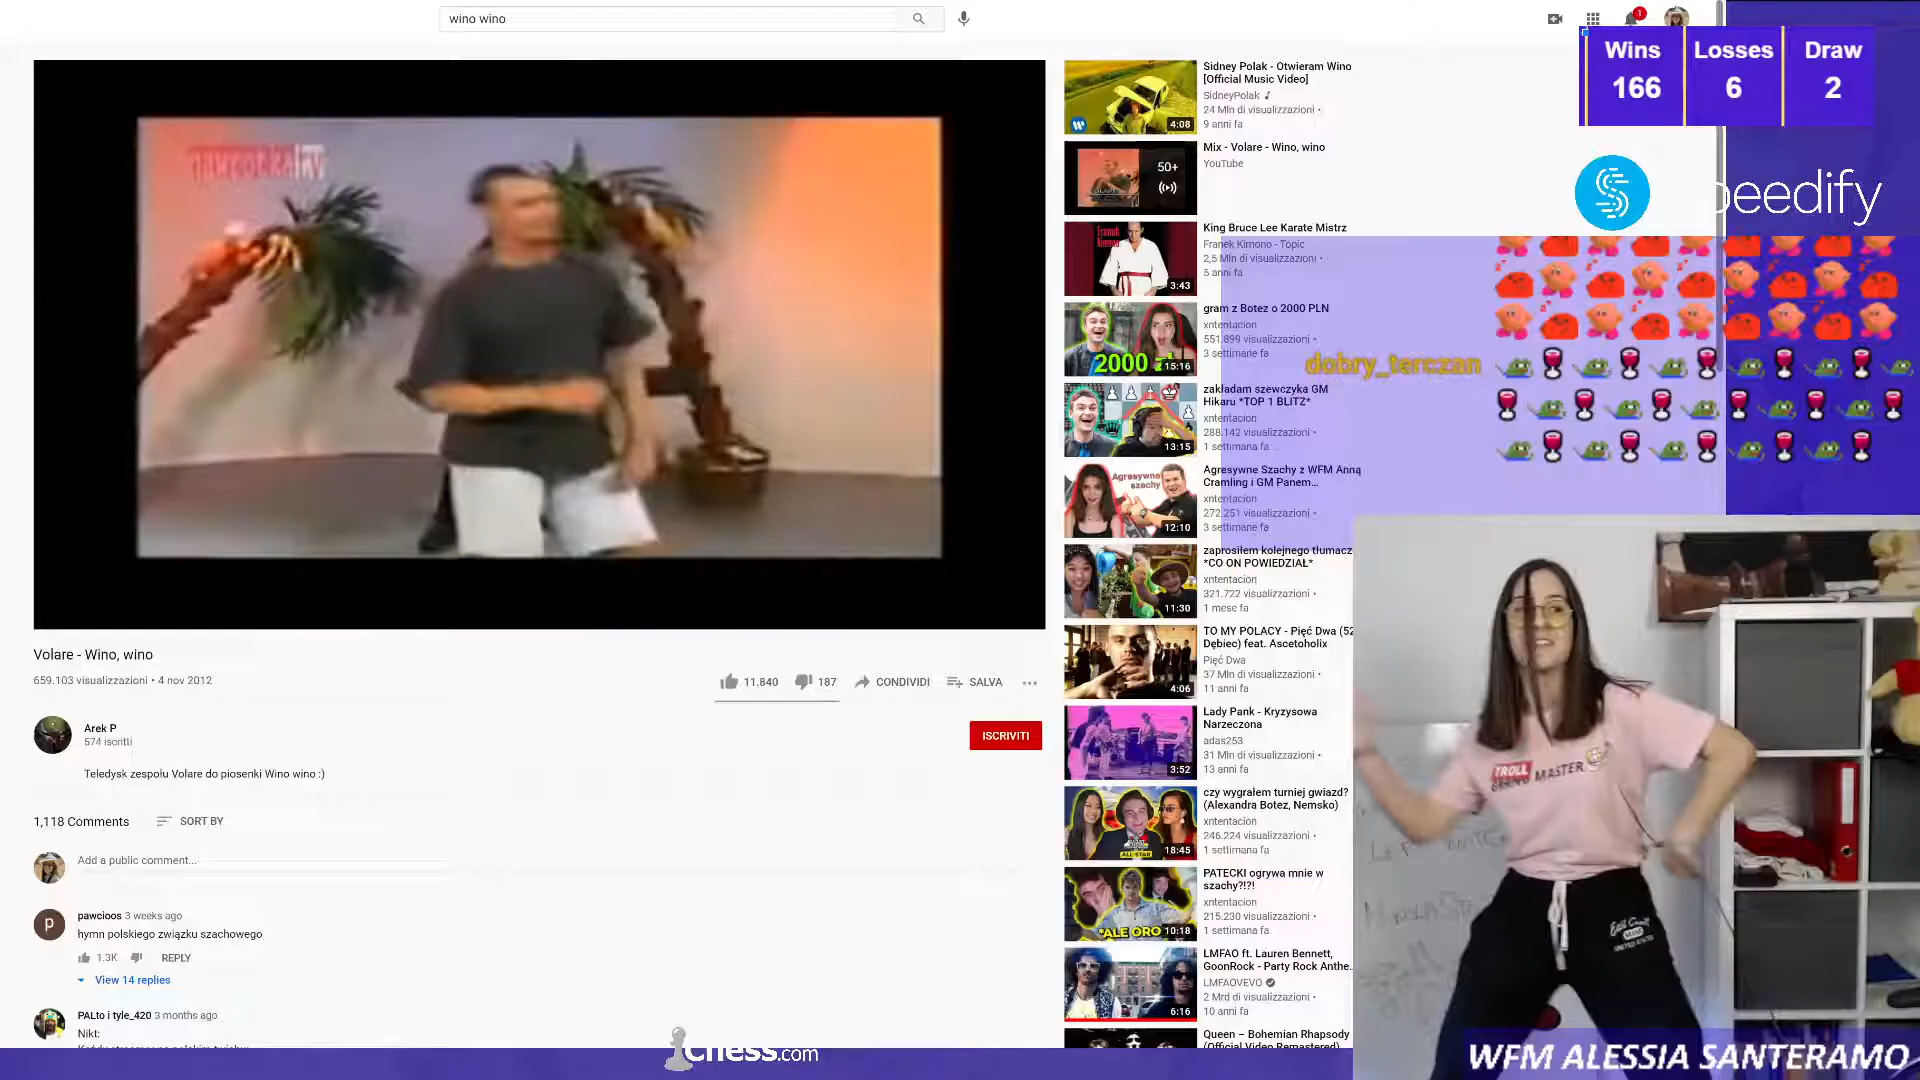 wino wino
1
Wins
Losses
Draw
166
6
2
peedify
dobry_terczan
Volare - Wino, wino
659.103 visualizzazioni • 4 nov 2012
11.840
187
CONDIVIDI
SALVA
Arek P
574 iscritti
ISCRIVITI
Teledysk zespołu Volare do piosenki Wino wino :)
1,118 Comments
SORT BY
Add a public comment...
P
pawcioos 3 weeks ago
hymn polskiego związku szachowego
1.3K
REPLY
View 14 replies
PALto i tyle_420 3 months ago
Nikt:
Sidney Polak - Otwieram Wino
[Official Music Video]
SidneyPolak
24 Mln di visualizzazioni •
9 anni fa
4:08
Mix - Volare - Wino, wino
YouTube
50+
King Bruce Lee Karate Mistrz
Franek Kimono - Topic
2,5 Mln di visualizzazioni •
5 anni fa
Franek
Kimono
3:43
gram z Botez o 2000 PLN
xntentacion
551.899 visualizzazioni •
3 settimane fa
2000
15:16
zakładam szewczyka GM
Hikaru *TOP 1 BLITZ*
xntentacion
288.142 visualizzazioni •
1 settimana fa
13:15
Agresywne Szachy z WFM Anną
Cramling i GM Panem...
xntentacion
272.251 visualizzazioni •
3 settimane fa
Agresywne
szachy
12:10
zaprosiłem kolejnego tłumacz
*CO ON POWIEDZIAŁ*
xntentacion
321.722 visualizzazioni •
1 mese fa
11:30
TO MY POLACY - Pięć Dwa (52
Dębiec) feat. Ascetoholix
Pięć Dwa
37 Mln di visualizzazioni •
11 anni fa
4:06
Lady Pank - Kryzysowa
Narzeczona
adas253
31 Mln di visualizzazioni •
13 anni fa
3:52
czy wygrałem turniej gwiazd?
(Alexandra Botez, Nemsko)
xntentacion
246.224 visualizzazioni •
1 settimana fa
ALL-STAR
18:45
PATECKI ogrywa mnie w
szachy?!?!
xntentacion
215.230 visualizzazioni •
1 settimana fa
*ALE ORO
10:18
LMFAO ft. Lauren Bennett,
GoonRock - Party Rock Anthe...
LMFAOVEVO
2 Mrd di visualizzazioni •
10 anni fa
6:16
Queen – Bohemian Rhapsody
(Official Video Remastered)
TROLL
MASTER
Chess.com
WFM ALESSIA SANTERAMO